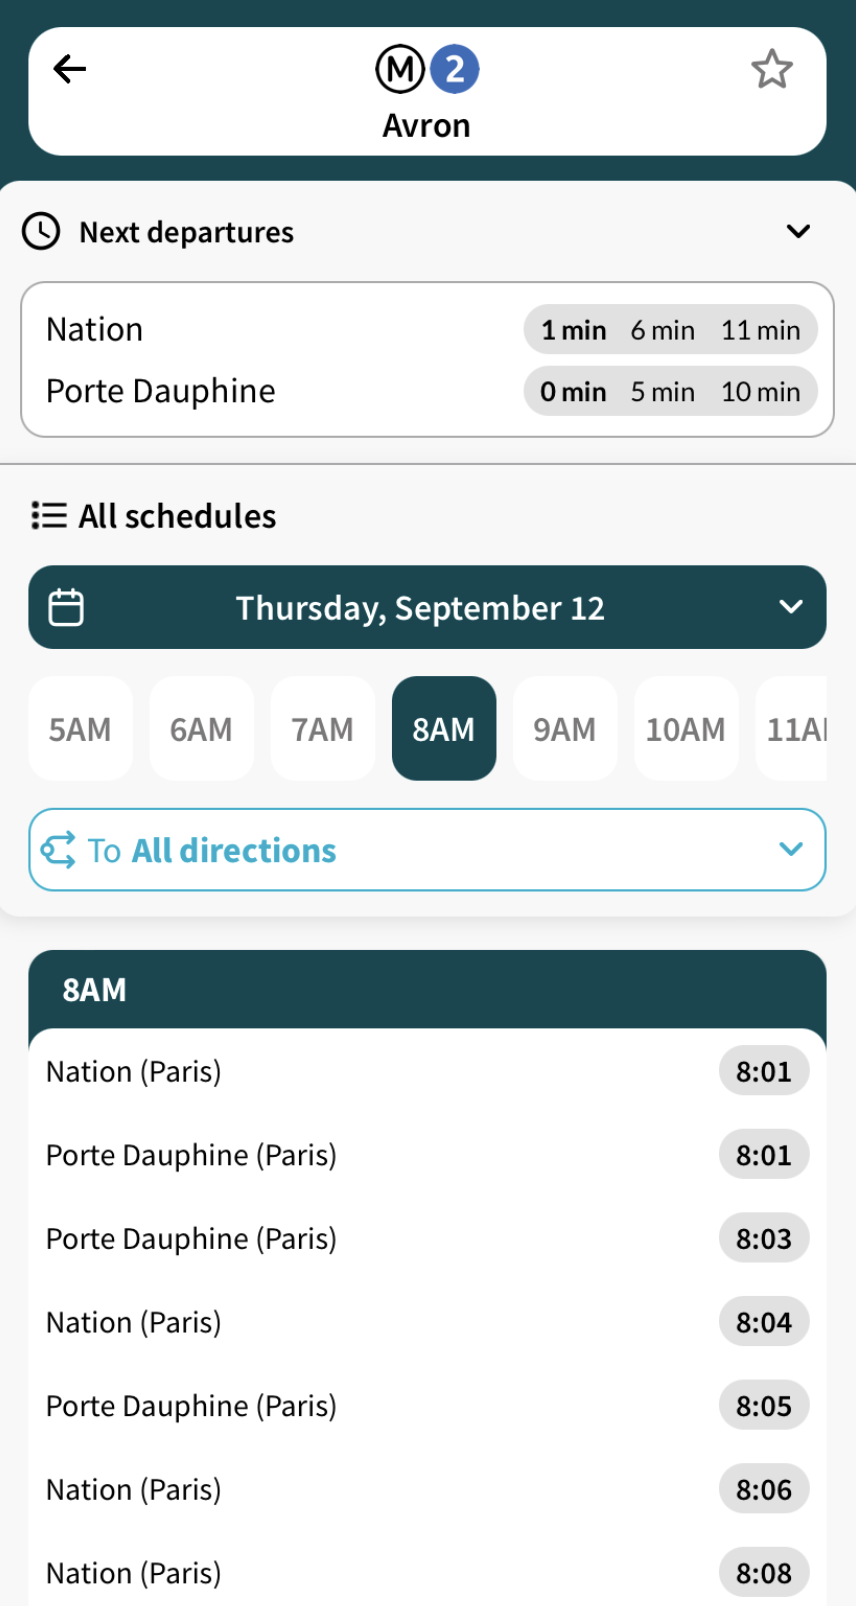 M 2
Avron
Next departures
Nation 1 min 6 min 11 min
Porte Dauphine 0 min 5 min 10 min
All schedules
Thursday, September 12
5AM 6AM 7AM 8AM 9AM 10AM 11A
To All directions
8AM
Nation (Paris) 8:01
Porte Dauphine (Paris) 8:01
Porte Dauphine (Paris) 8:03
Nation (Paris) 8:04
Porte Dauphine (Paris) 8:05
Nation (Paris) 8:06
Nation (Paris) 8:08